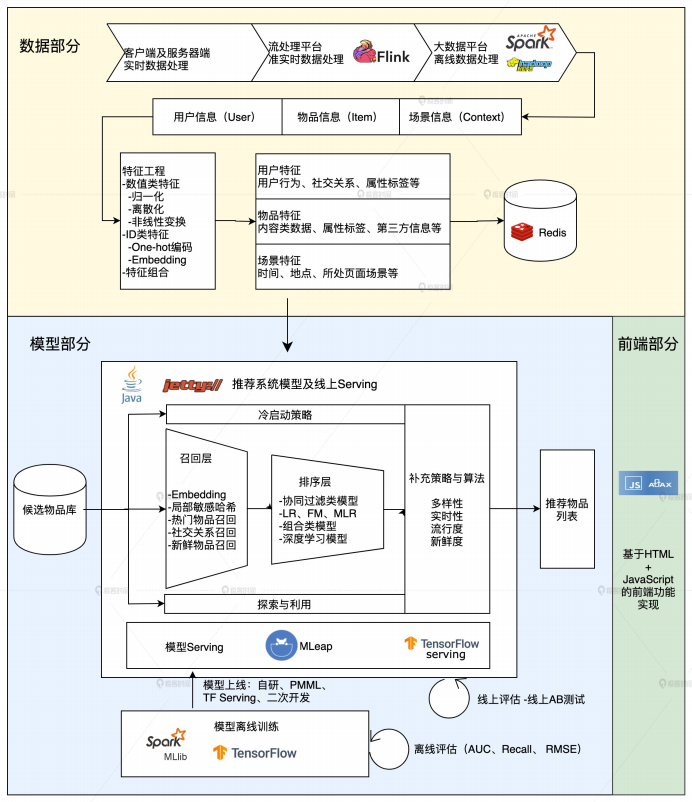 数据部分
客户端及服务器端
实时数据处理
流处理平台
准实时数据处理
Flink
大数据平台
离线数据处理
APACHE
Spark
hadoop
用户信息（User）
物品信息（Item）
场景信息（Context）
特征工程
-数值类特征
-归一化
-离散化
-非线性变换
-ID类特征
-One-hot编码
-Embedding
-特征组合
用户特征
用户行为、社交关系、属性标签等
物品特征
内容类数据、属性标签、第三方信息等
场景特征
时间、地点、所处页面场景等
Redis
模型部分
Java
jetty://
推荐系统模型及线上Serving
冷启动策略
候选物品库
召回层
-Embedding
-局部敏感哈希
-热门物品召回
-社交关系召回
-新鲜物品召回
排序层
-协同过滤类模型
-LR、FM、MLR
-组合类模型
-深度学习模型
补充策略与算法
多样性
实时性
流行度
新鲜度
推荐物品
列表
探索与利用
模型Serving
MLeap
TensorFlow
serving
模型上线：自研、PMML、
TF Serving、二次开发
线上评估 -线上AB测试
模型离线训练
Spark
MLlib
TensorFlow
离线评估（AUC、Recall、 RMSE）
前端部分
JS
AJAX
基于HTML
+
JavaScript
的前端功能
实现
极客时间